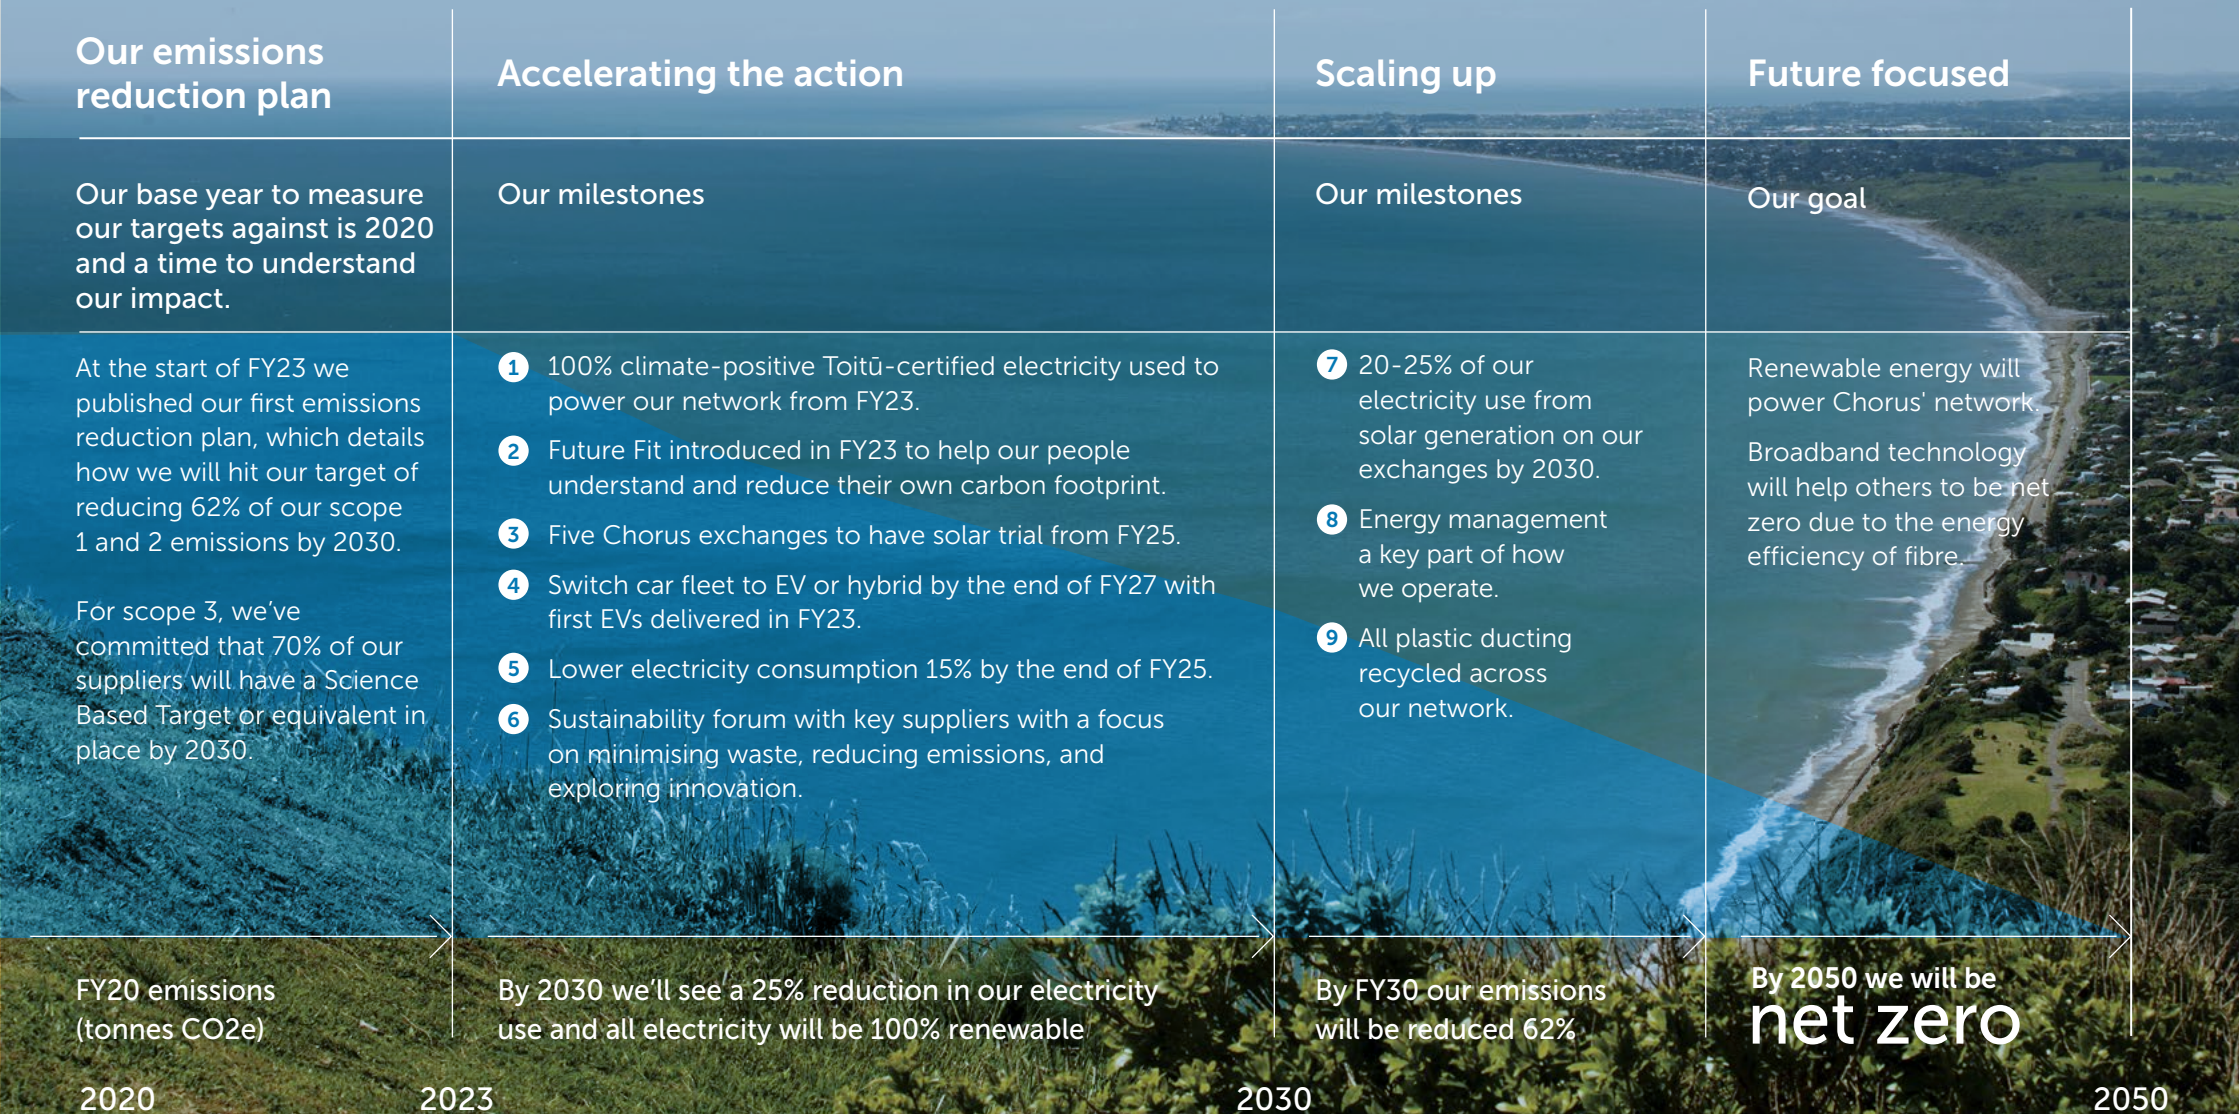 Our emissions
reduction plan
Our base year to measure
our targets against is 2020
and a time to understand
our impact.
At the start of FY23 we
published our first emissions
reduction plan, which details
how we will hit our target of
reducing 62% of our scope
1 and 2 emissions by 2030.
For scope 3, we've
committed that 70% of our
suppliers will have a Science
Based Target or equivalent in
place by 2030.
FY20 emissions
(tonnes CO2e)
Accelerating the action
Our milestones
1 100% climate-positive Toitū-certified electricity used to
power our network from FY23.
2 Future Fit introduced in FY23 to help our people
understand and reduce their own carbon footprint.
3 Five Chorus exchanges to have solar trial from FY25.
4 Switch car fleet to EV or hybrid by the end of FY27 with
first EVs delivered in FY23.
5 Lower electricity consumption 15% by the end of FY25.
6 Sustainability forum with key suppliers with a focus
on minimising waste, reducing emissions, and
exploring innovation.
By 2030 we'll see a 25% reduction in our electricity
use and all electricity will be 100% renewable
Scaling up
Our milestones
7 20-25% of our
electricity use from
solar generation on our
exchanges by 2030.
8 Energy management
a key part of how
we operate.
9 All plastic ducting
recycled across
our network.
By FY30 our emissions
will be reduced 62%
Future focused
Our goal
Renewable energy will
power Chorus' network.
Broadband technology
will help others to be net
zero due to the energy
efficiency of fibre.
By 2050 we will be
net zero
2020 2023 2030 2050